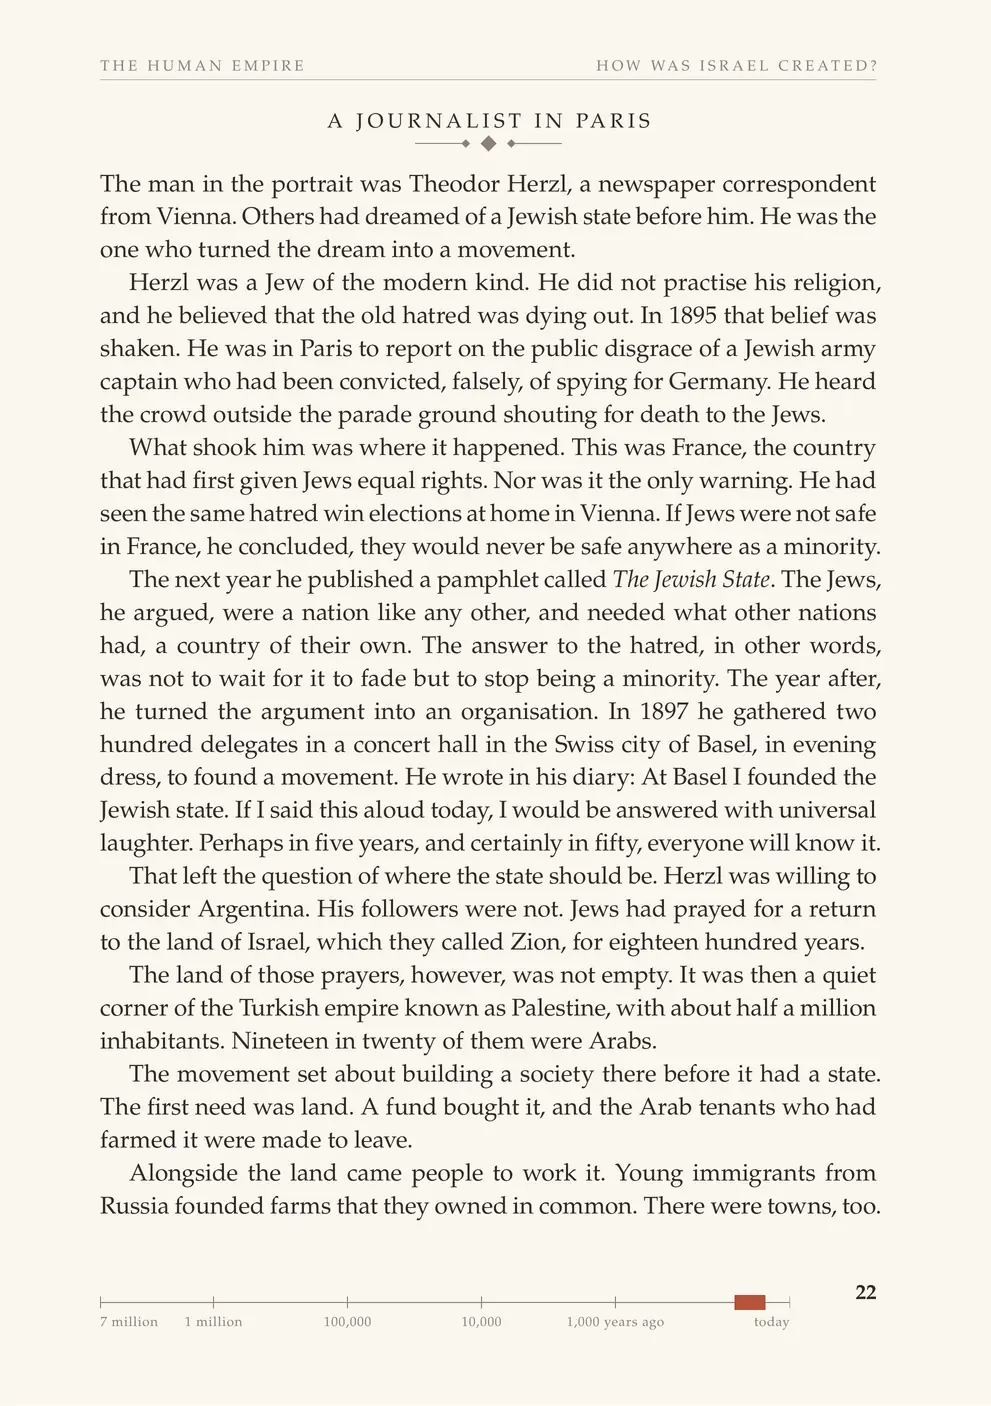 THE HUMAN EMPIRE
HOW WAS ISRAEL CREATED?
A JOURNALIST IN PARIS
The man in the portrait was Theodor Herzl, a newspaper correspondent
from Vienna. Others had dreamed of a Jewish state before him. He was the
one who turned the dream into a movement.
Herzl was a Jew of the modern kind. He did not practise his religion,
and he believed that the old hatred was dying out. In 1895 that belief was
shaken. He was in Paris to report on the public disgrace of a Jewish army
captain who had been convicted, falsely, of spying for Germany. He heard
the crowd outside the parade ground shouting for death to the Jews.
What shook him was where it happened. This was France, the country
that had first given Jews equal rights. Nor was it the only warning. He had
seen the same hatred win elections at home in Vienna. If Jews were not safe
in France, he concluded, they would never be safe anywhere as a minority.
The next year he published a pamphlet called The Jewish State. The Jews,
he argued, were a nation like any other, and needed what other nations
had, a country of their own. The answer to the hatred, in other words,
was not to wait for it to fade but to stop being a minority. The year after,
he turned the argument into an organisation. In 1897 he gathered two
hundred delegates in a concert hall in the Swiss city of Basel, in evening
dress, to found a movement. He wrote in his diary: At Basel I founded the
Jewish state. If I said this aloud today, I would be answered with universal
laughter. Perhaps in five years, and certainly in fifty, everyone will know it.
That left the question of where the state should be. Herzl was willing to
consider Argentina. His followers were not. Jews had prayed for a return
to the land of Israel, which they called Zion, for eighteen hundred years.
The land of those prayers, however, was not empty. It was then a quiet
corner of the Turkish empire known as Palestine, with about half a million
inhabitants. Nineteen in twenty of them were Arabs.
The movement set about building a society there before it had a state.
The first need was land. A fund bought it, and the Arab tenants who had
farmed it were made to leave.
Alongside the land came people to work it. Young immigrants from
Russia founded farms that they owned in common. There were towns, too.
22
7 million 1 million 100,000 10,000 1,000 years ago today